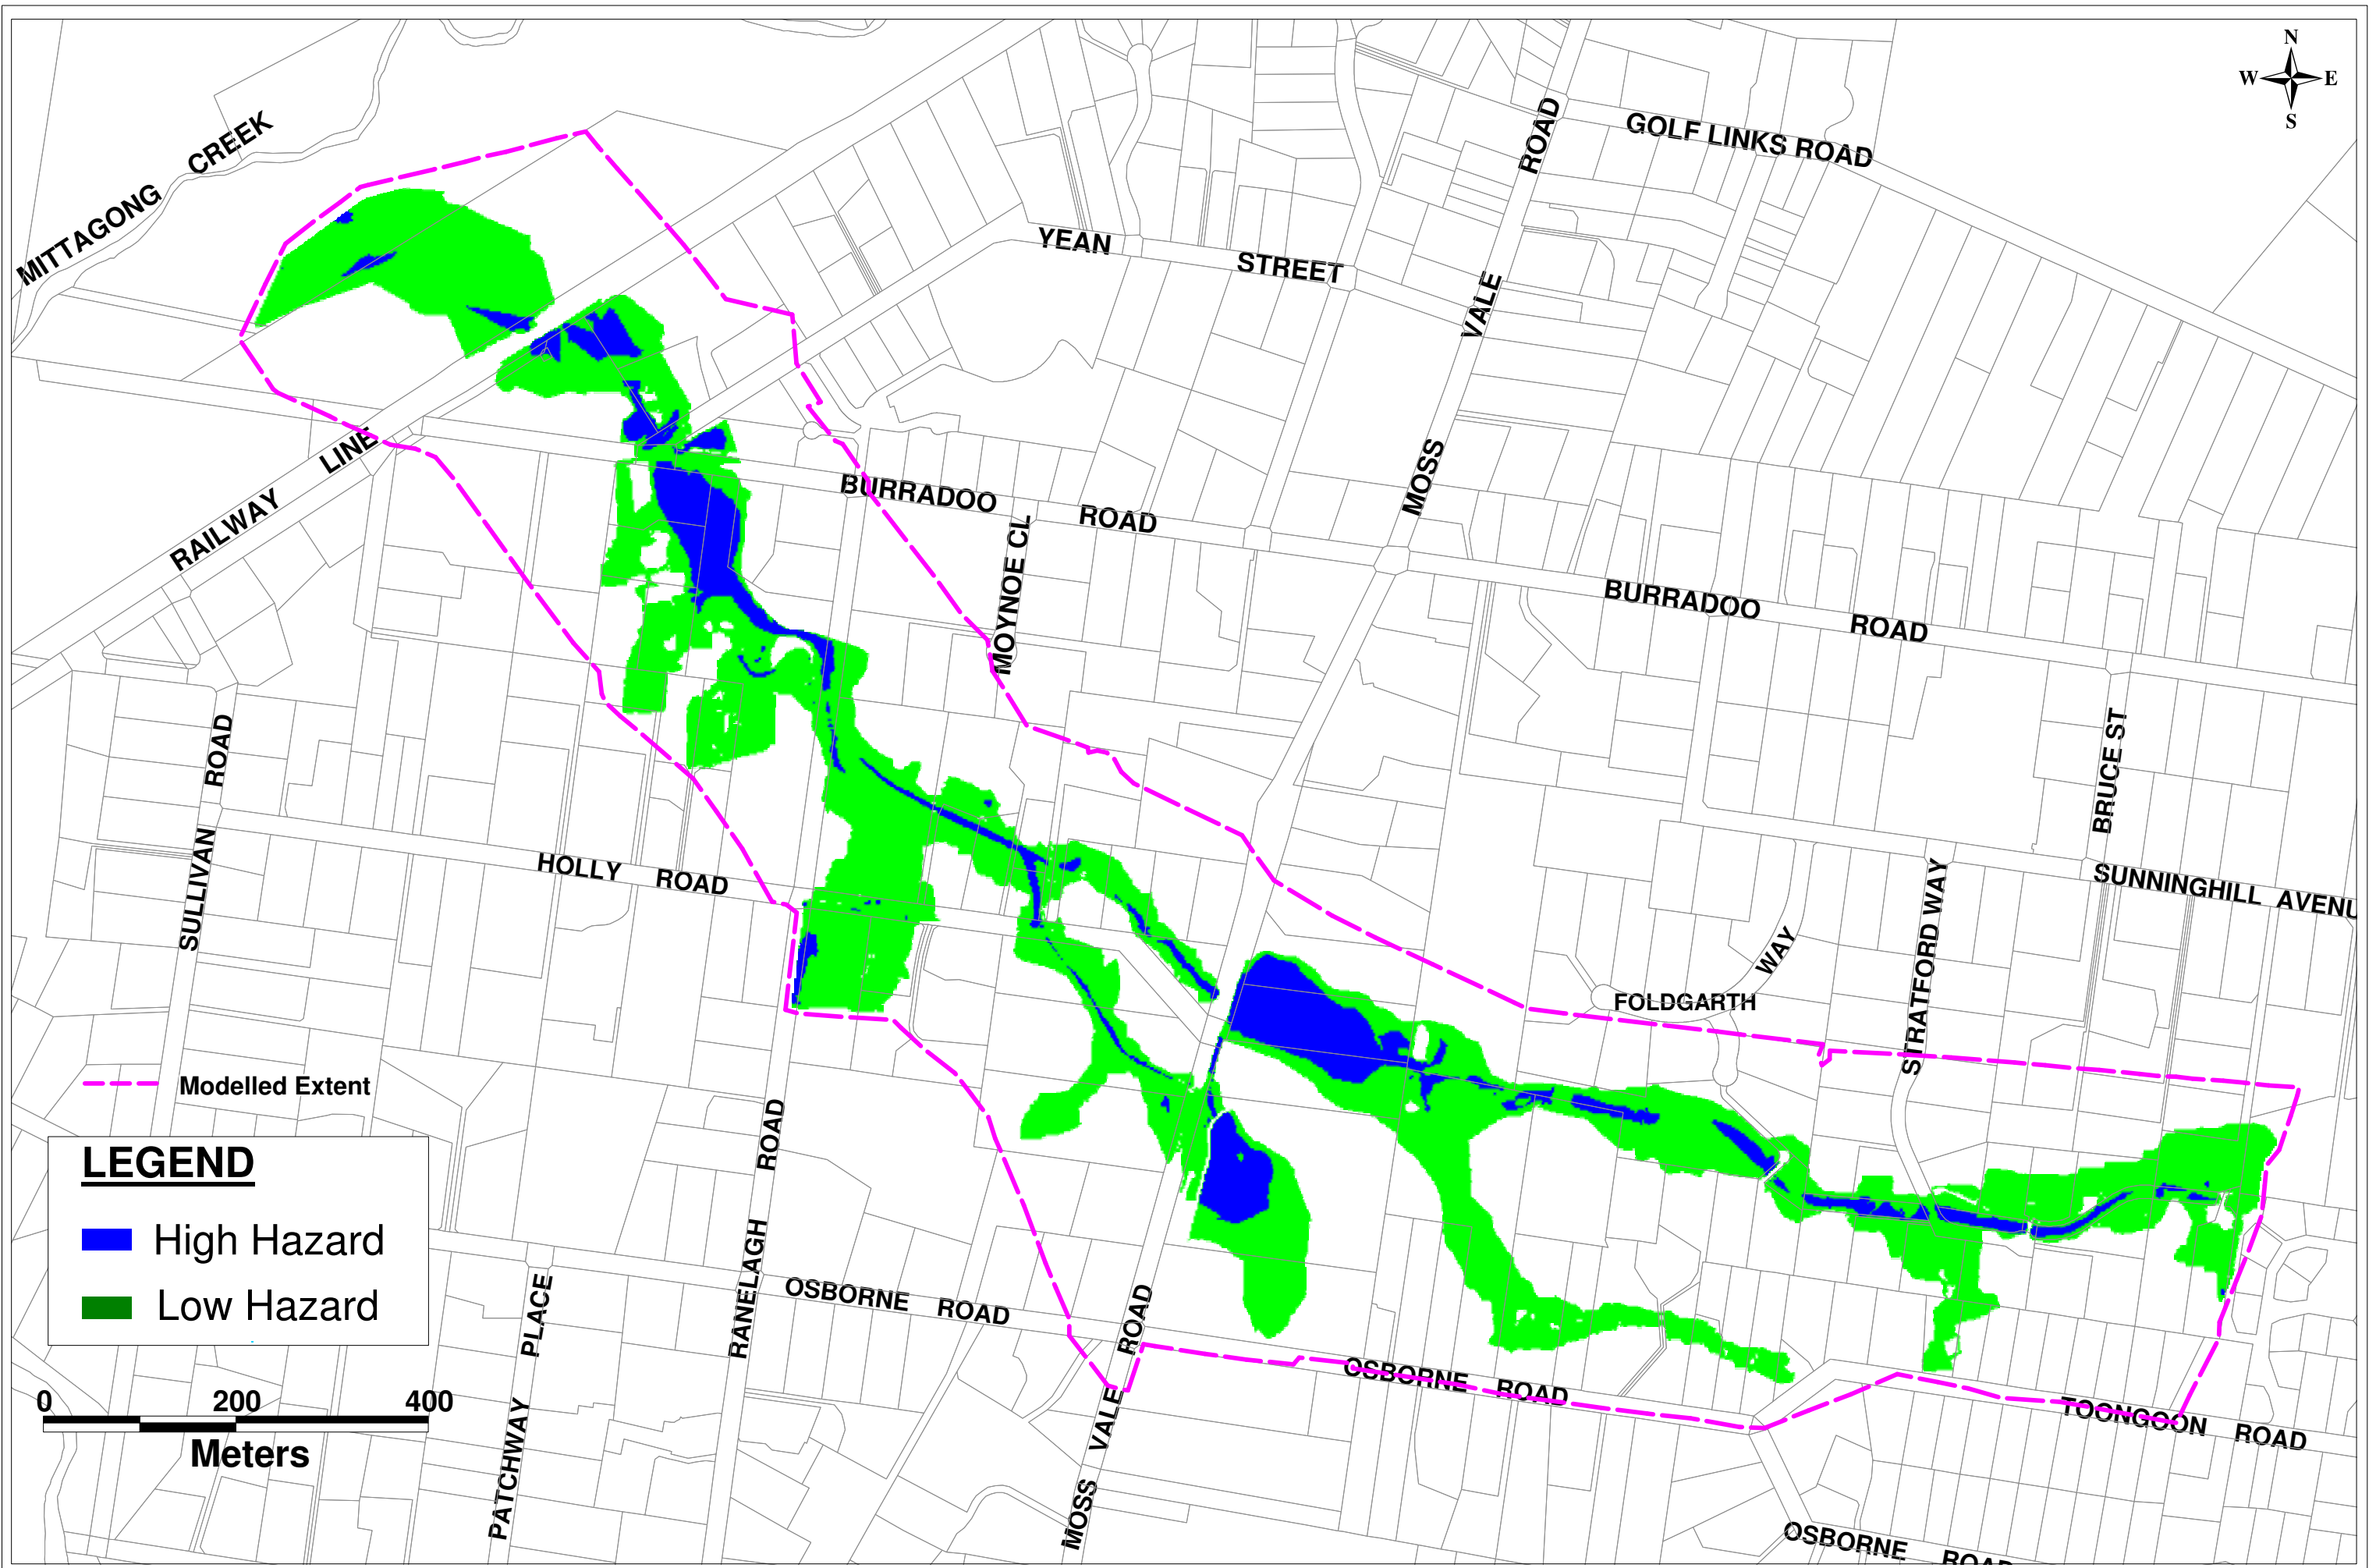 N
W E
S
GOLF LINKS ROAD
MITTAGONG CREEK
YEAN STREET
MOSS VALE ROAD
RAILWAY LINE
BURRADOO ROAD
MOYNOE CL
BURRADOO ROAD
SULLIVAN ROAD
BRUCE ST
HOLLY ROAD
SUNNINGHILL AVENU
STRATFORD WAY
FOLDGARTH WAY
Modelled Extent
LEGEND
High Hazard
Low Hazard
RANELAGH ROAD
OSBORNE ROAD
PATCHWAY PLACE
MOSS VALE ROAD
OSBORNE ROAD
TOONGOON ROAD
0 200 400
Meters
OSBORNE ROAD